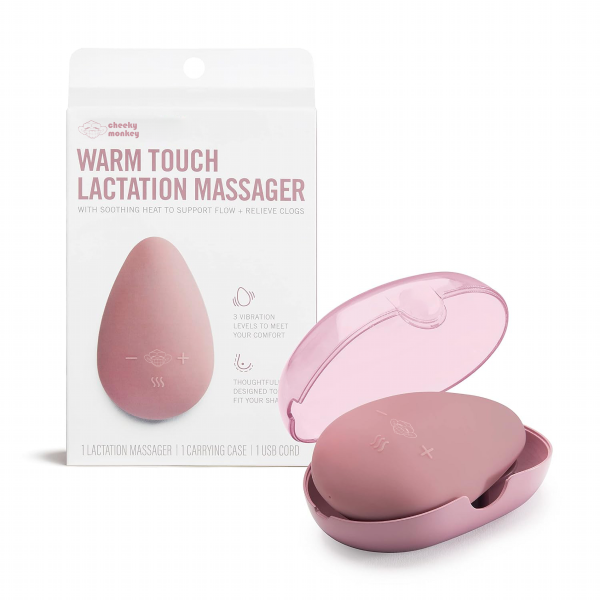 cheeky
monkey
WARM TOUCH
LACTATION MASSAGER
WITH SOOTHING HEAT TO SUPPORT FLOW + RELIEVE CLOGS
3 VIBRATION
LEVELS TO MEET
YOUR COMFORT
THOUGHTFUL
DESIGNED TO
FIT YOUR
1 LACTATION MASSAGER | 1 CARRYING CASE | 1 USB CORD